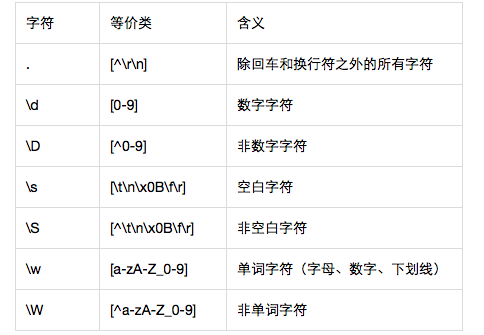 字符 等价类 含义
. [^\r\n] 除回车和换行符之外的所有字符
\d [0-9] 数字字符
\D [^0-9] 非数字字符
\s [\t\n\x0B\f\r] 空白字符
\S [^\t\n\x0B\f\r] 非空白字符
\w [a-zA-Z_0-9] 单词字符（字母、数字、下划线）
\W [^a-zA-Z_0-9] 非单词字符